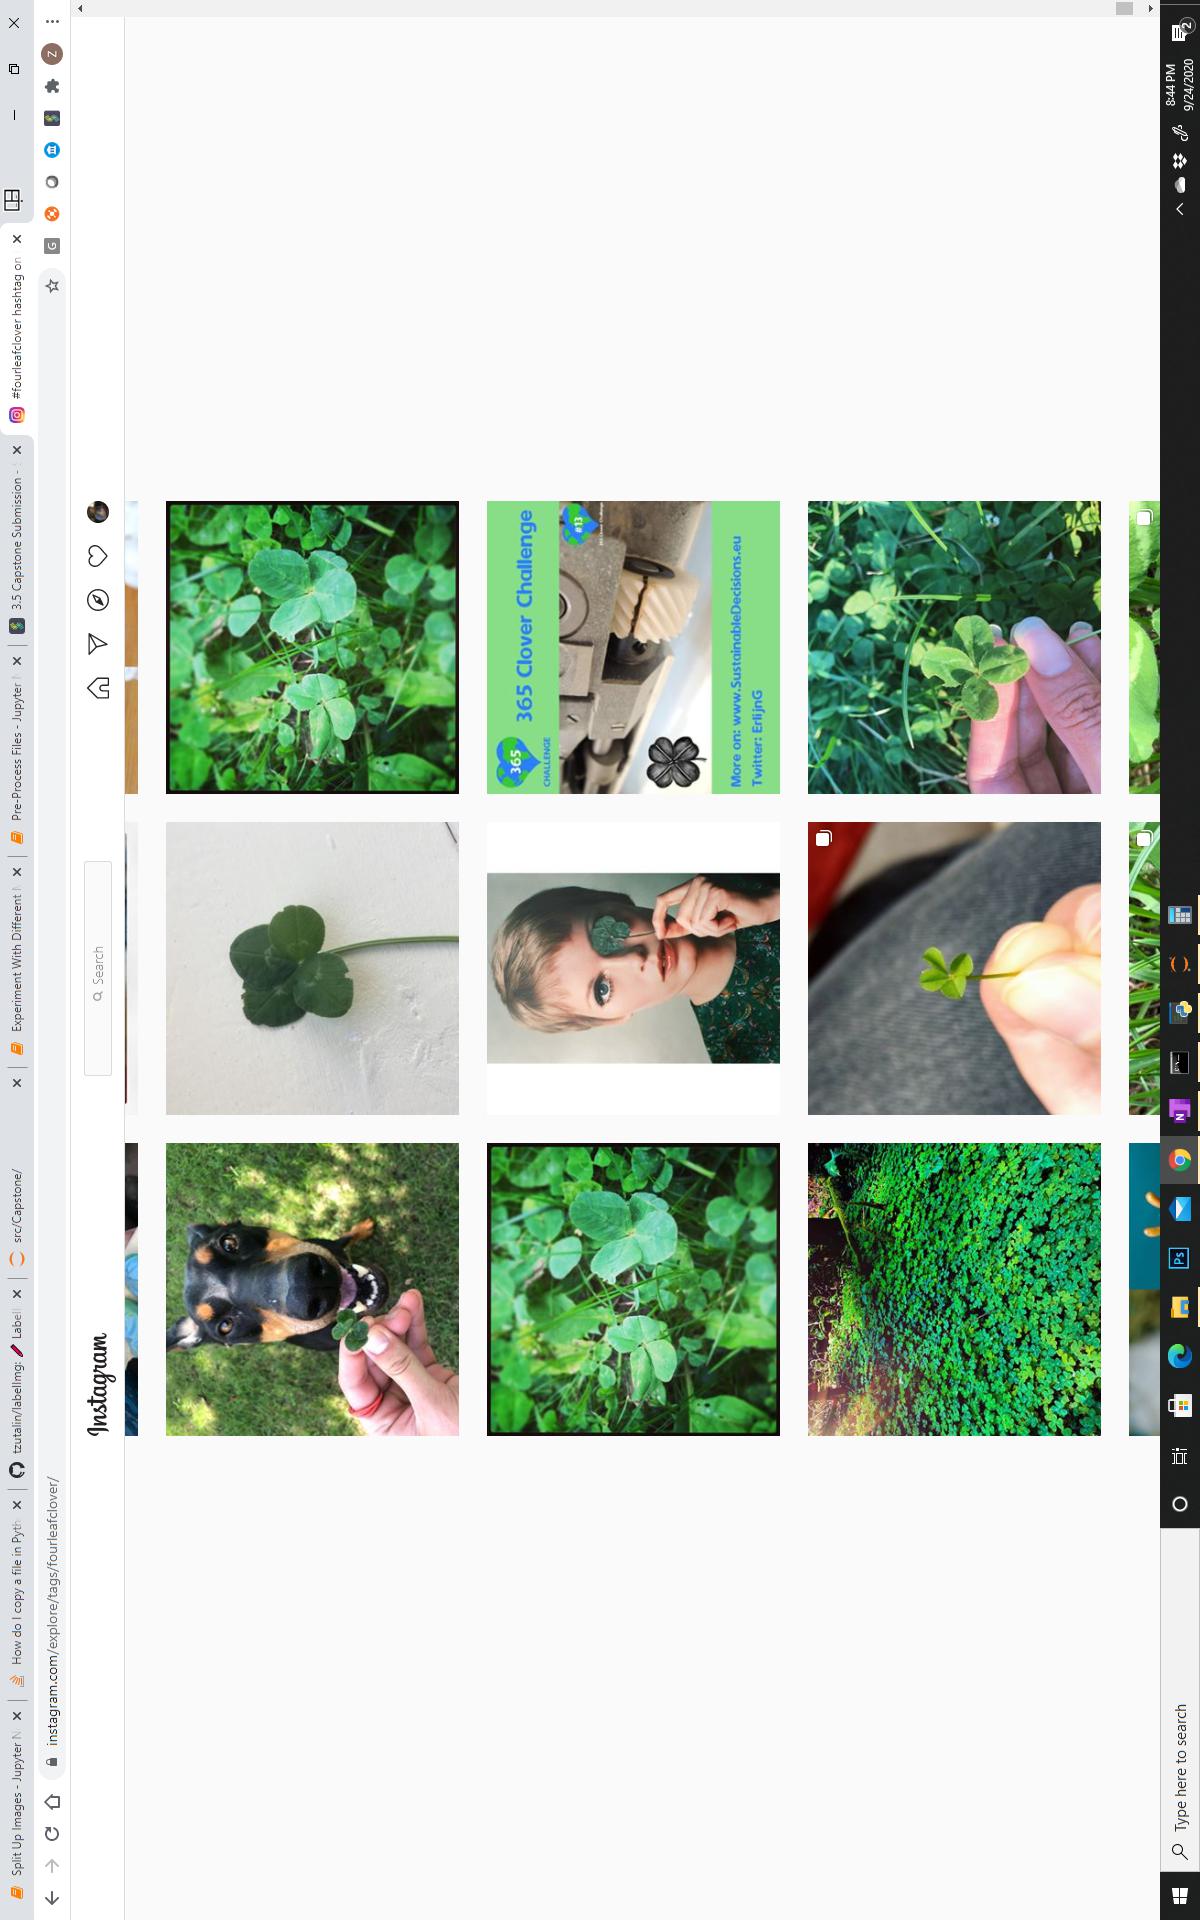 Split Up Images - Jupyter N
How do I copy a file in Pyth
tzutalin/labelImg: Labell
src/Capstone/
Experiment With Different
Pre-Process Files - Jupyter
3.5 Capstone Submission -
#fourleafclover hashtag on
instagram.com/explore/tags/fourleafclover/
G
Z
Instagram
Search
365
CHALLENGE
365 Clover Challenge
#13
More on: www.SustainableDecisions.eu
Twitter: ErlijnG
Type here to search
Ps
N
8:44 PM
9/24/2020
2